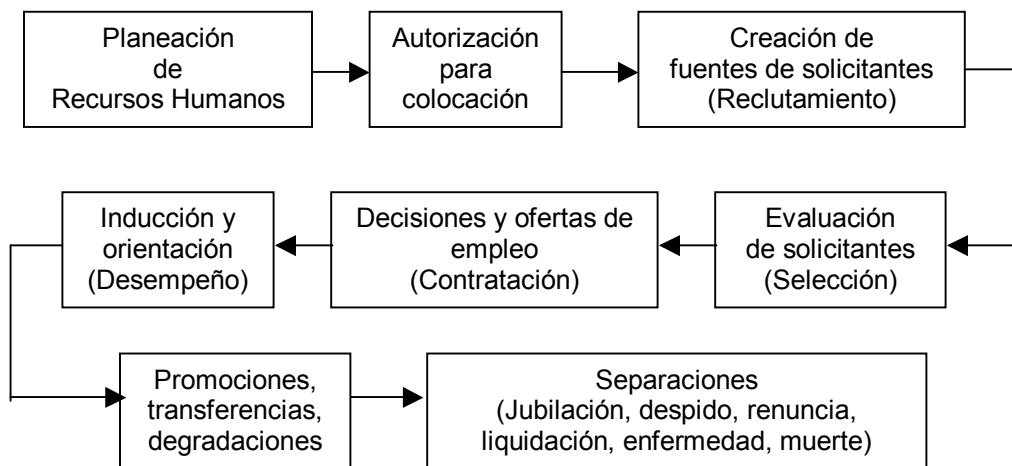 Planeación
de
Recursos Humanos
Autorización
para
colocación
Creación de
fuentes de solicitantes
(Reclutamiento)
Inducción y
orientación
(Desempeño)
Decisiones y ofertas de
empleo
(Contratación)
Evaluación
de solicitantes
(Selección)
Promociones,
transferencias,
degradaciones
Separaciones
(Jubilación, despido, renuncia,
liquidación, enfermedad, muerte)